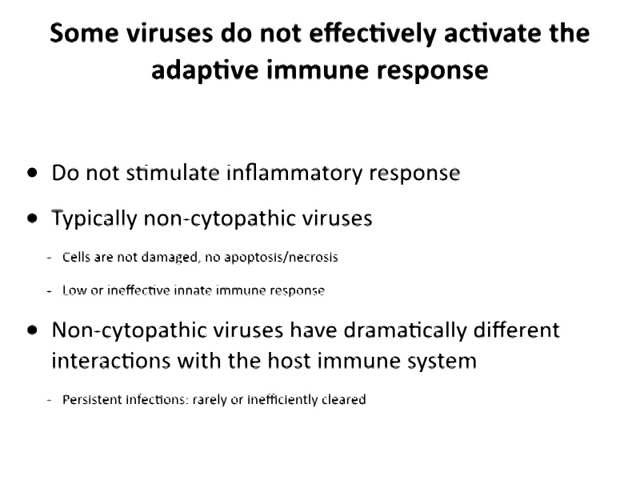 Some viruses do not effectively activate the
adaptive immune response
• Do not stimulate inflammatory response
• Typically non-cytopathic viruses
- Cells are not damaged, no apoptosis/necrosis
- Low or ineffective innate immune response
• Non-cytopathic viruses have dramatically different
interactions with the host immune system
- Persistent infections: rarely or inefficiently cleared